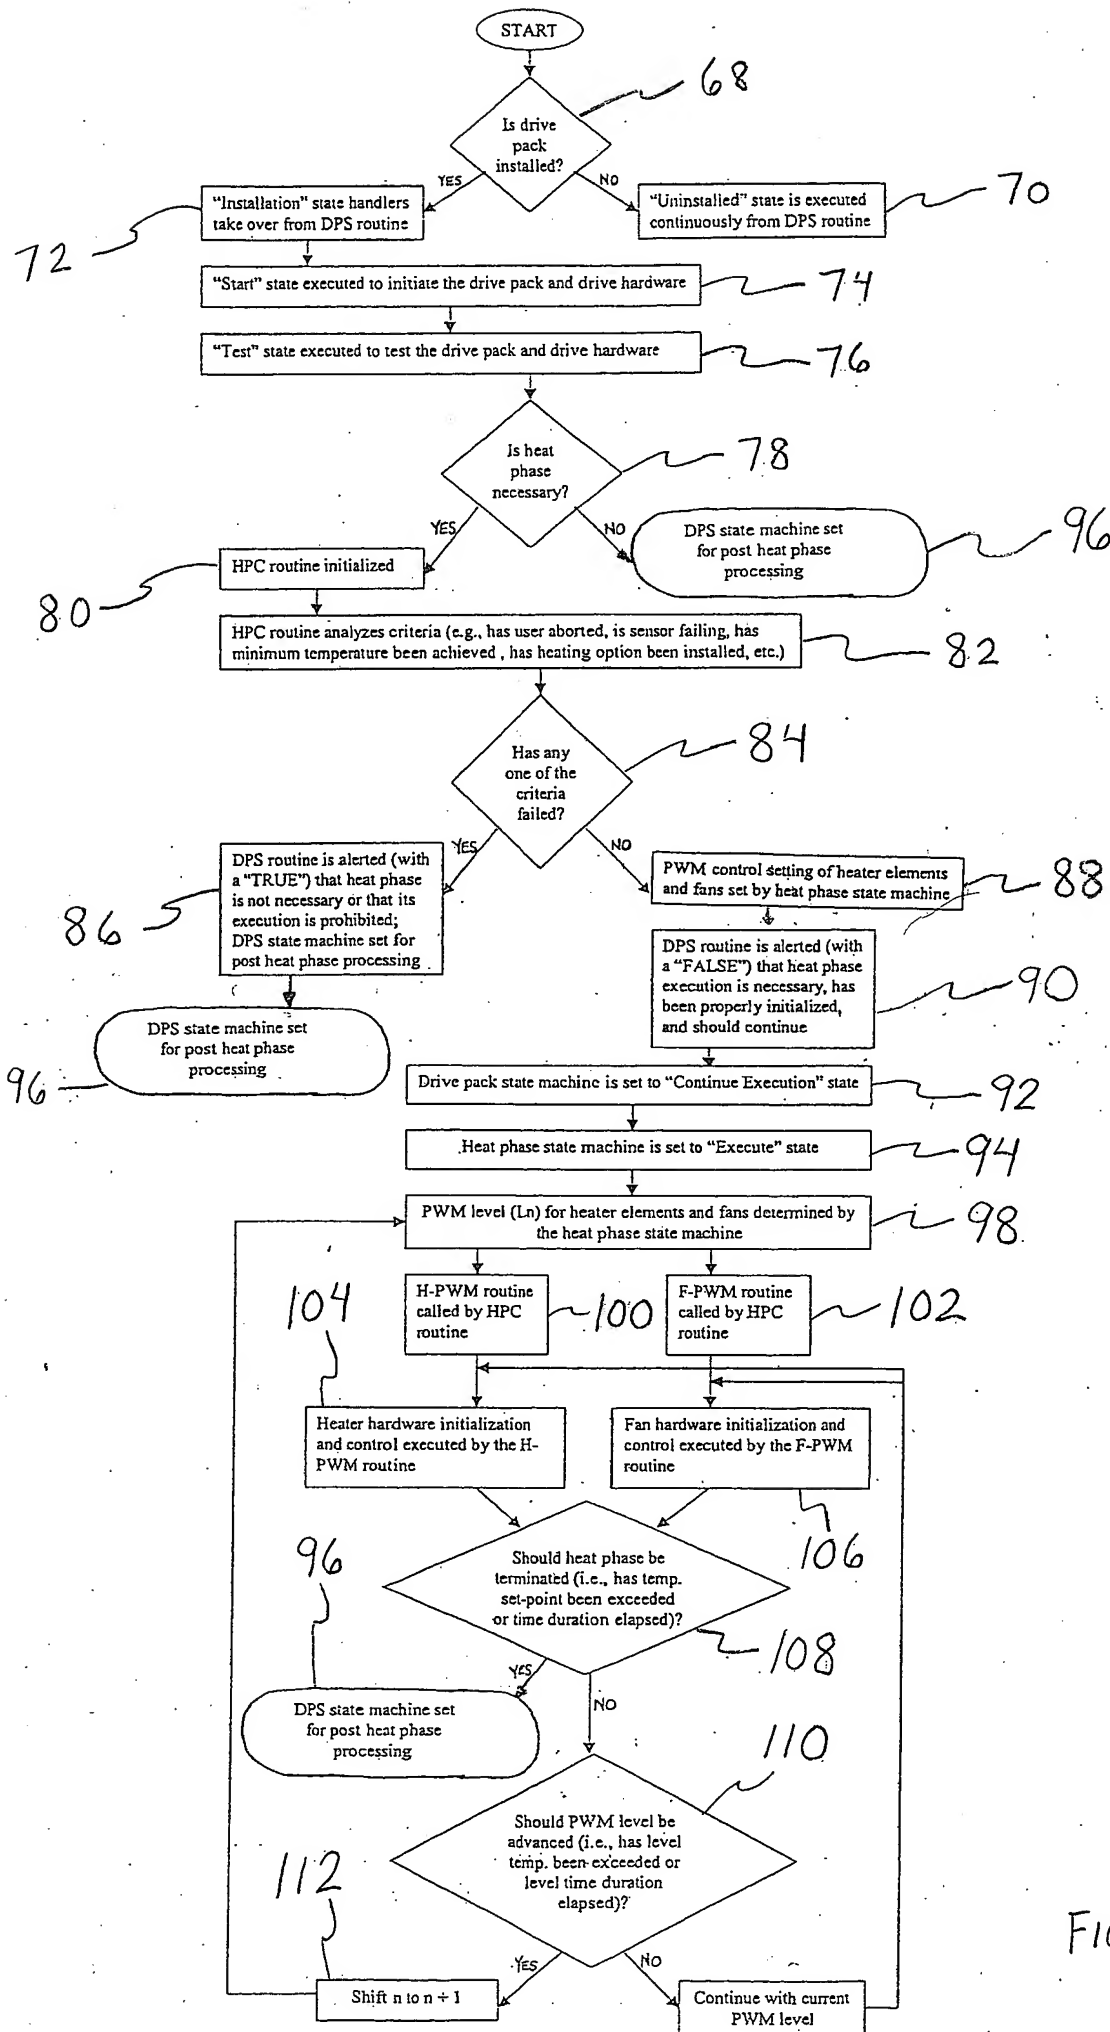 START
68
Is drive
pack
installed?
YES
NO
"Installation" state handlers
take over from DPS routine
72
"Uninstalled" state is executed
continuously from DPS routine
70
"Start" state executed to initiate the drive pack and drive hardware
74
"Test" state executed to test the drive pack and drive hardware
76
Is heat
phase
necessary?
78
YES
NO
DPS state machine set
for post heat phase
processing
96
HPC routine initialized
80
HPC routine analyzes criteria (e.g., has user aborted, is sensor failing, has
minimum temperature been achieved , has heating option been installed, etc.)
82
Has any
one of the
criteria
failed?
84
YES
NO
DPS routine is alerted (with
a "TRUE") that heat phase
is not necessary or that its
execution is prohibited;
DPS state machine set for
post heat phase processing
86
PWM control setting of heater elements
and fans set by heat phase state machine
88
DPS routine is alerted (with
a "FALSE") that heat phase
execution is necessary, has
been properly initialized,
and should continue
90
DPS state machine set
for post heat phase
processing
96
Drive pack state machine is set to "Continue Execution" state
92
Heat phase state machine is set to "Execute" state
94
PWM level (Ln) for heater elements and fans determined by
the heat phase state machine
98
H-PWM routine
called by HPC
routine
100
F-PWM routine
called by HPC
routine
102
104
Heater hardware initialization
and control executed by the H-
PWM routine
Fan hardware initialization and
control executed by the F-PWM
routine
106
Should heat phase be
terminated (i.e., has temp.
set-point been exceeded
or time duration elapsed)?
108
96
YES
NO
DPS state machine set
for post heat phase
processing
110
Should PWM level be
advanced (i.e., has level
temp. been exceeded or
level time duration
elapsed)?
112
YES
NO
Shift n to n + 1
Continue with current
PWM level